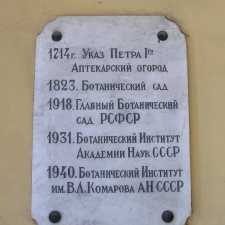 1714г. Указ Петра Iго
Аптекарский огород
1823. Ботанический сад
1918. Главный Ботанический
сад РСФСР
1931. Ботанический Институт
Академии Наук СССР
1940. Ботанический Институт
им. В.Л. Комарова АН СССР